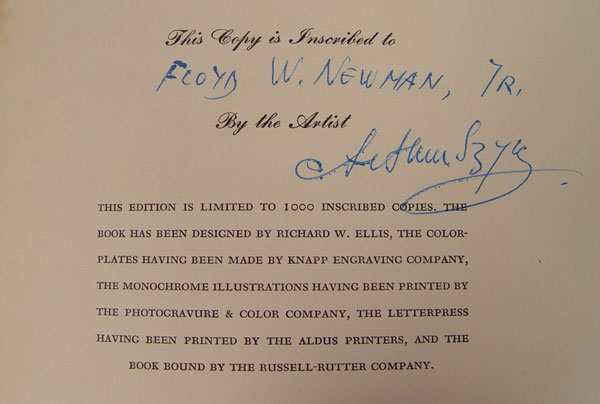 This Copy is Inscribed to
FLOYD W. NEWMAN, JR.
By the Artist
Arthur Szyk
THIS EDITION IS LIMITED TO 1000 INSCRIBED COPIES. THE
BOOK HAS BEEN DESIGNED BY RICHARD W. ELLIS, THE COLOR-
PLATES HAVING BEEN MADE BY KNAPP ENGRAVING COMPANY,
THE MONOCHROME ILLUSTRATIONS HAVING BEEN PRINTED BY
THE PHOTOGRAVURE & COLOR COMPANY, THE LETTERPRESS
HAVING BEEN PRINTED BY THE ALDUS PRINTERS, AND THE
BOOK BOUND BY THE RUSSELL-RUTTER COMPANY.